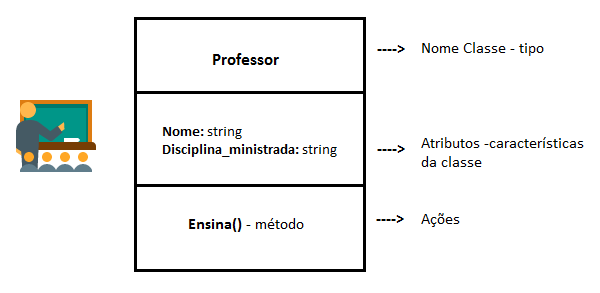 Professor
----> Nome Classe - tipo
Nome: string
Disciplina_ministrada: string
----> Atributos -características
da classe
Ensina() - método
----> Ações